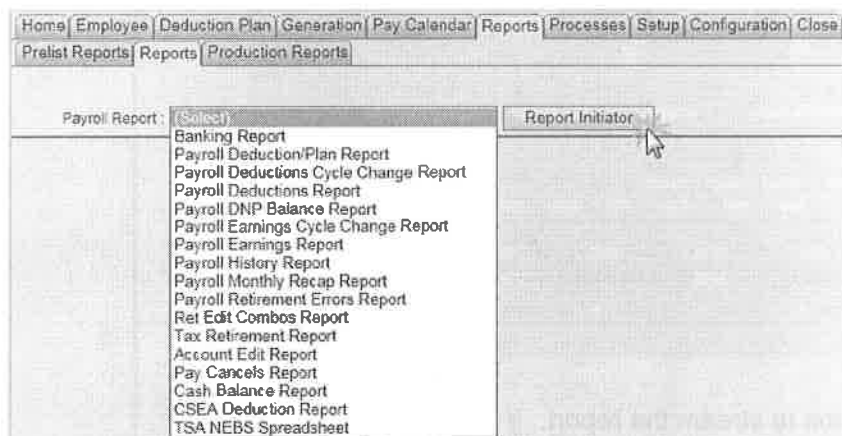 Home Employee Deduction Plan Generation Pay Calendar Reports Processes Setup Configuration Close
Prelist Reports Reports Production Reports
Payroll Report : (Select) Report Initiator
Banking Report
Payroll Deduction/Plan Report
Payroll Deductions Cycle Change Report
Payroll Deductions Report
Payroll DNP Balance Report
Payroll Earnings Cycle Change Report
Payroll Earnings Report
Payroll History Report
Payroll Monthly Recap Report
Payroll Retirement Errors Report
Ret Edit Combos Report
Tax Retirement Report
Account Edit Report
Pay Cancels Report
Cash Balance Report
CSEA Deduction Report
TSA NEBS Spreadsheet